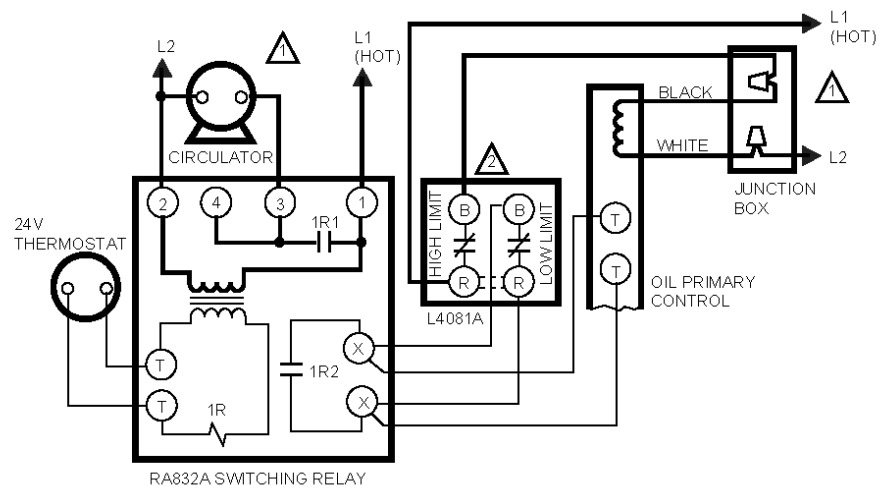 L1
(HOT)
L2
1
L1
(HOT)
BLACK
1
CIRCULATOR
WHITE
L2
2
JUNCTION
BOX
2
4
3
1
1R1
HIGH LIMIT
B
B
LOW LIMIT
T
24V
THERMOSTAT
R
R
T
OIL PRIMARY
CONTROL
L4081A
T
X
1R2
T
1R
X
RA832A SWITCHING RELAY